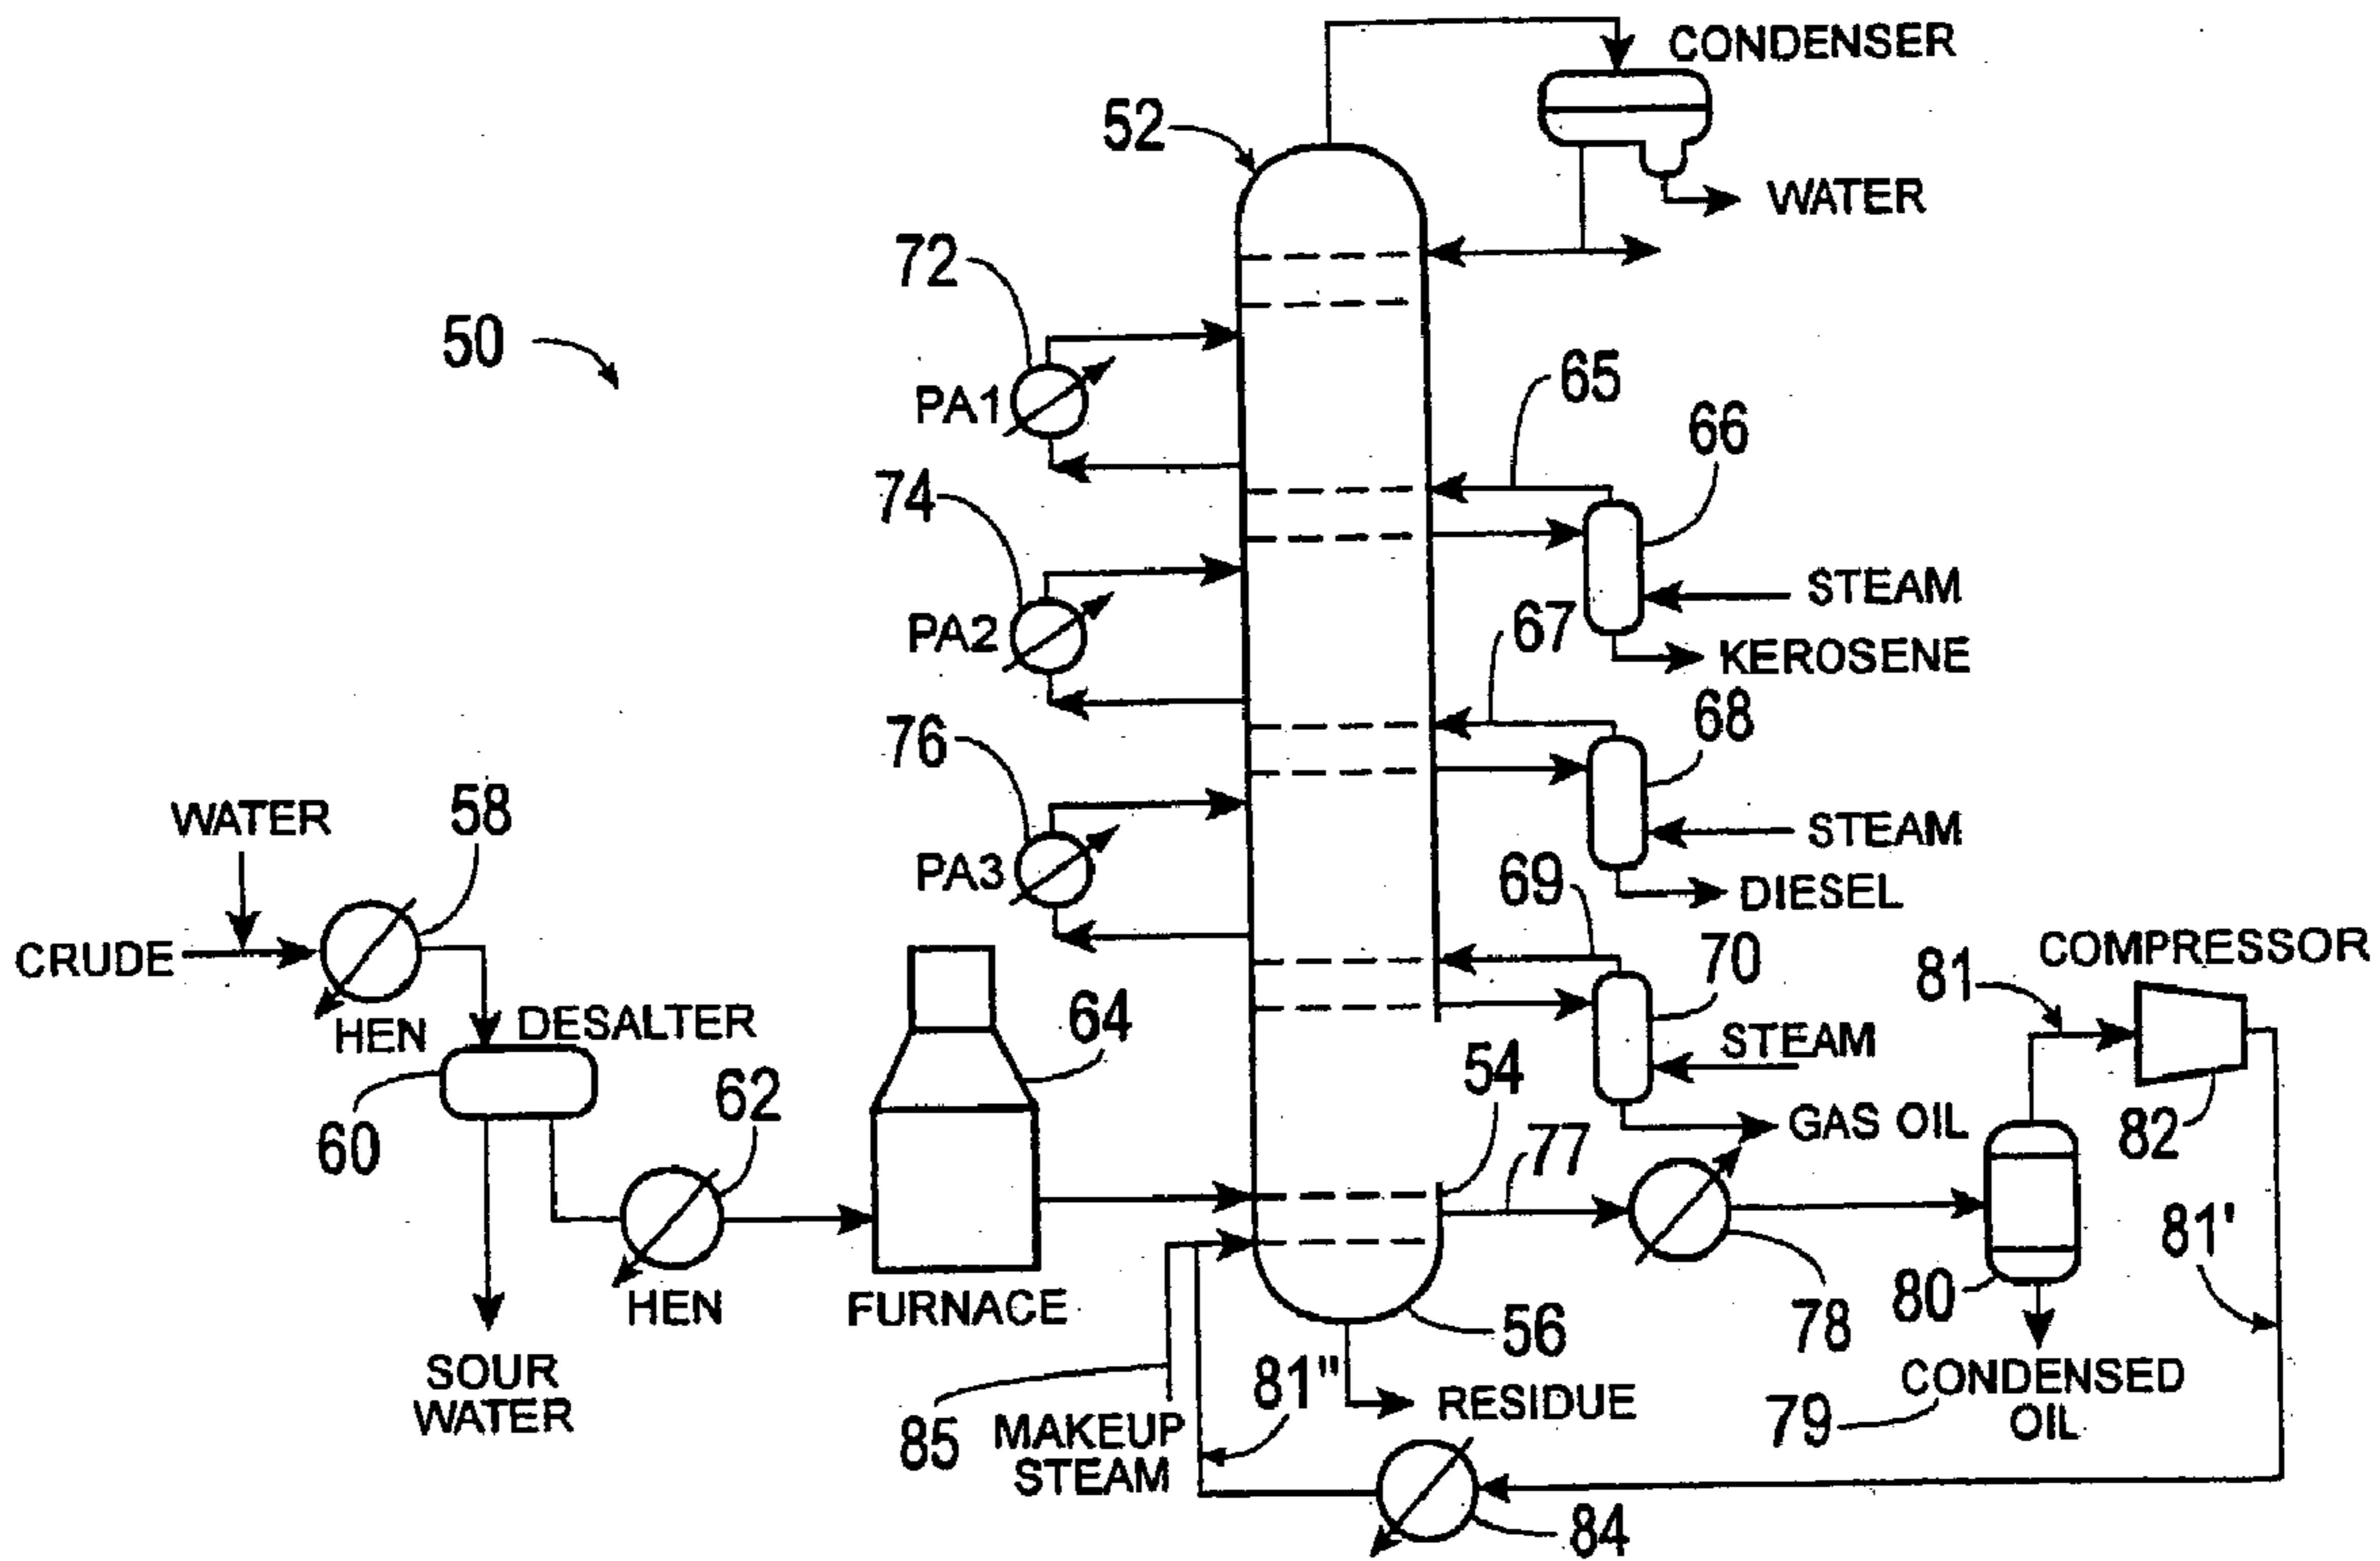 CONDENSER
52
WATER
72
50
PA1
65
66
74
STEAM
PA2
67
KEROSENE
68
76
WATER
58
STEAM
PA3
69
DIESEL
CRUDE
70
COMPRESSOR
81
HEN
DESALTER
64
STEAM
54
62
60
GAS OIL
77
82
81'
80
HEN
FURNACE
56
78
SOUR
WATER
81"
RESIDUE
CONDENSED
OIL
79
85
MAKEUP
STEAM
84